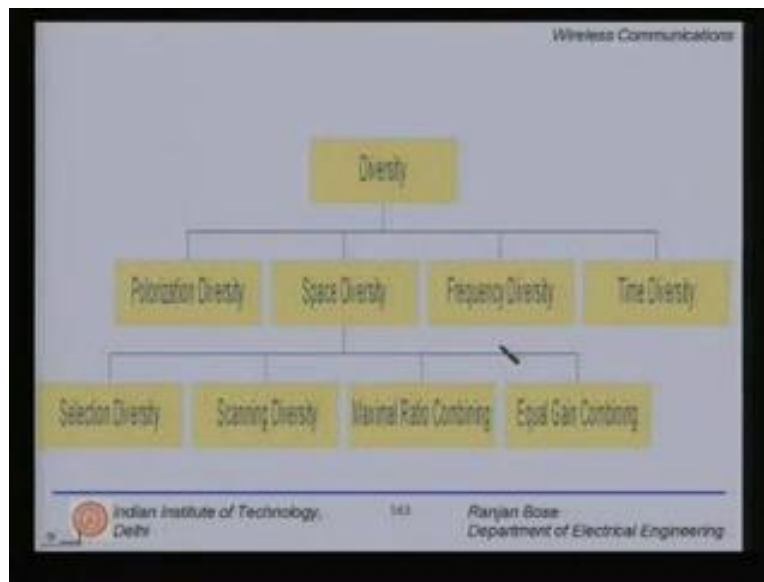 Wireless Communications
Diversity
Polorization Diversity
Space Diversity
Frequency Diversity
Time Diversity
Selection Diversity
Scanning Diversity
Maximal Ratio Combining
Equal Gain Combining
Indian Institute of Technology,
Delhi
Ranjan Bose
Department of Electrical Engineering